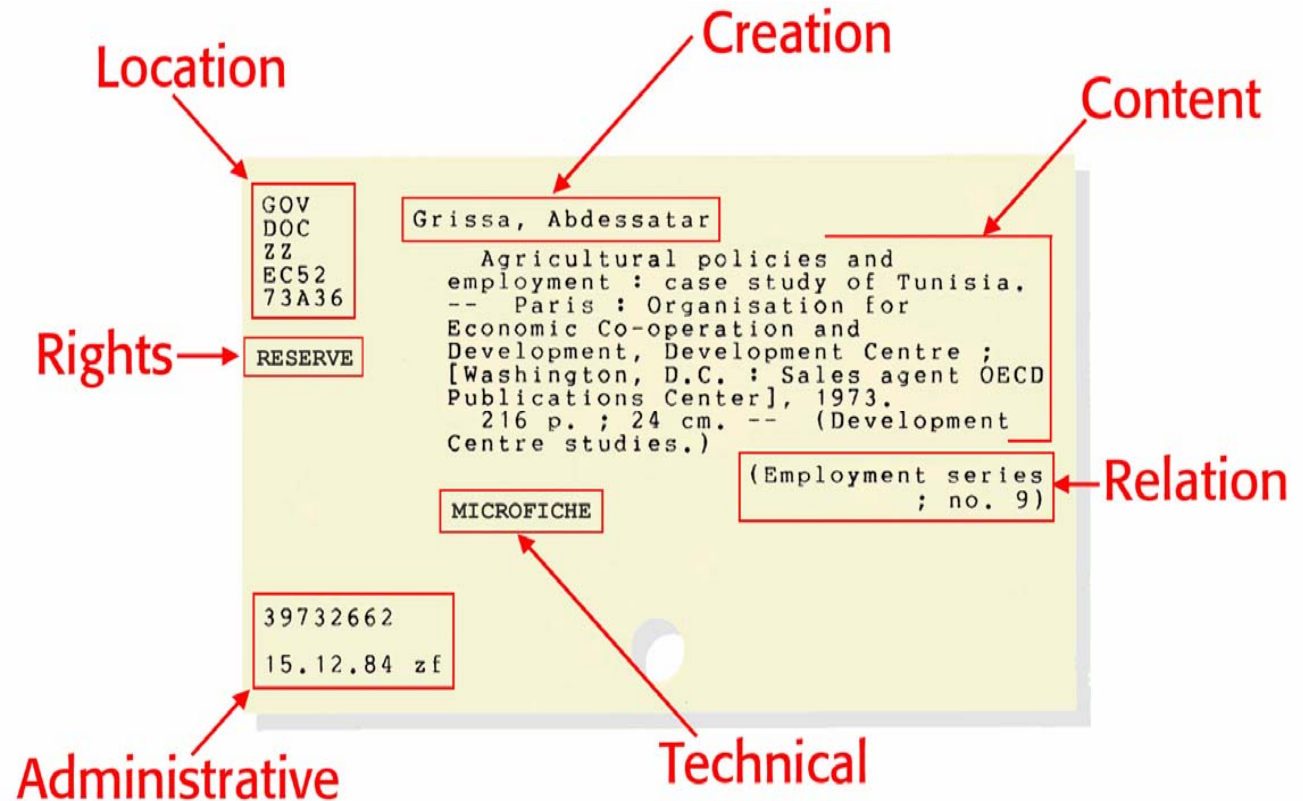 Creation
Location
Content
GOV
DOC
ZZ
EC52
73A36
Grissa, Abdessatar
Agricultural policies and
employment : case study of Tunisia.
-- Paris : Organisation for
Economic Co-operation and
Development, Development Centre ;
[Washington, D.C. : Sales agent OECD
Publications Center], 1973.
216 p. ; 24 cm. -- (Development
Centre studies.)
Rights
RESERVE
(Employment series
; no. 9)
Relation
MICROFICHE
39732662
15.12.84 zf
Administrative
Technical